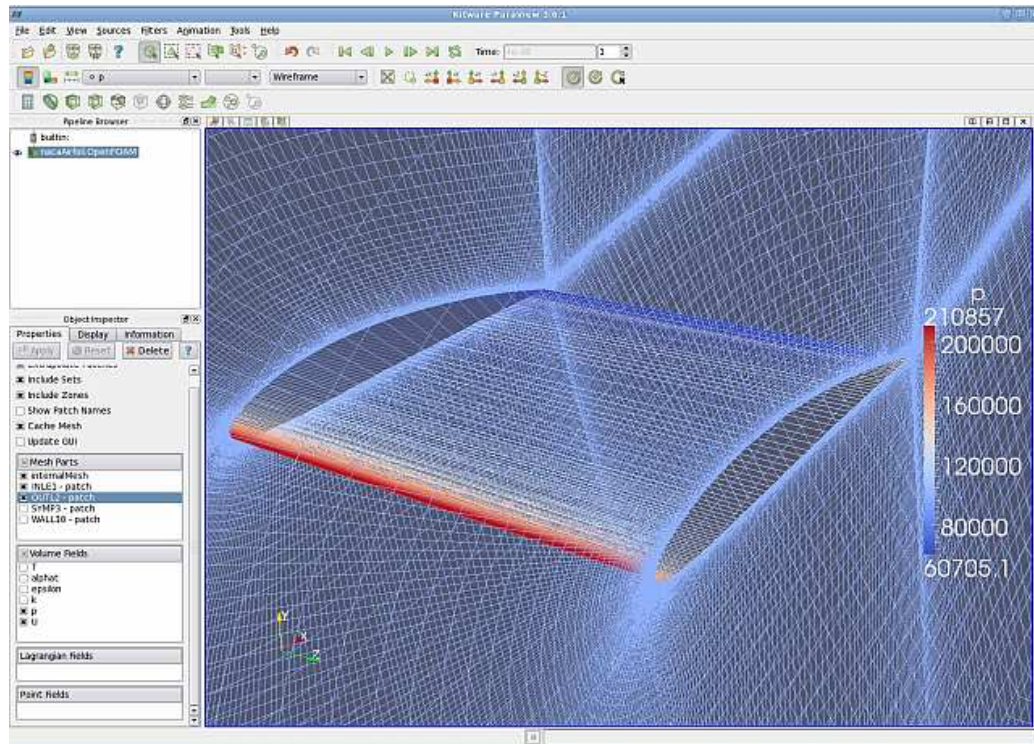 Kitware ParaView 3.6.1
File Edit View Sources Filters Animation Tools Help
Time:
1
p
Wireframe
Pipeline Browser
builtin:
nacaAirfoil.OpenFOAM
Object Inspector
Properties Display Information
Apply Reset Delete ?
Include Sets
Include Zones
Show Patch Names
Cache Mesh
Update GUI
Mesh Parts
internalMesh
INLE1 - patch
OUTL2 - patch
SYMP3 - patch
WALL10 - patch
Volume Fields
T
alphat
epsilon
k
p
U
Lagrangian Fields
Point Fields
p
210857
200000
160000
120000
80000
60705.1
Y
X
Z